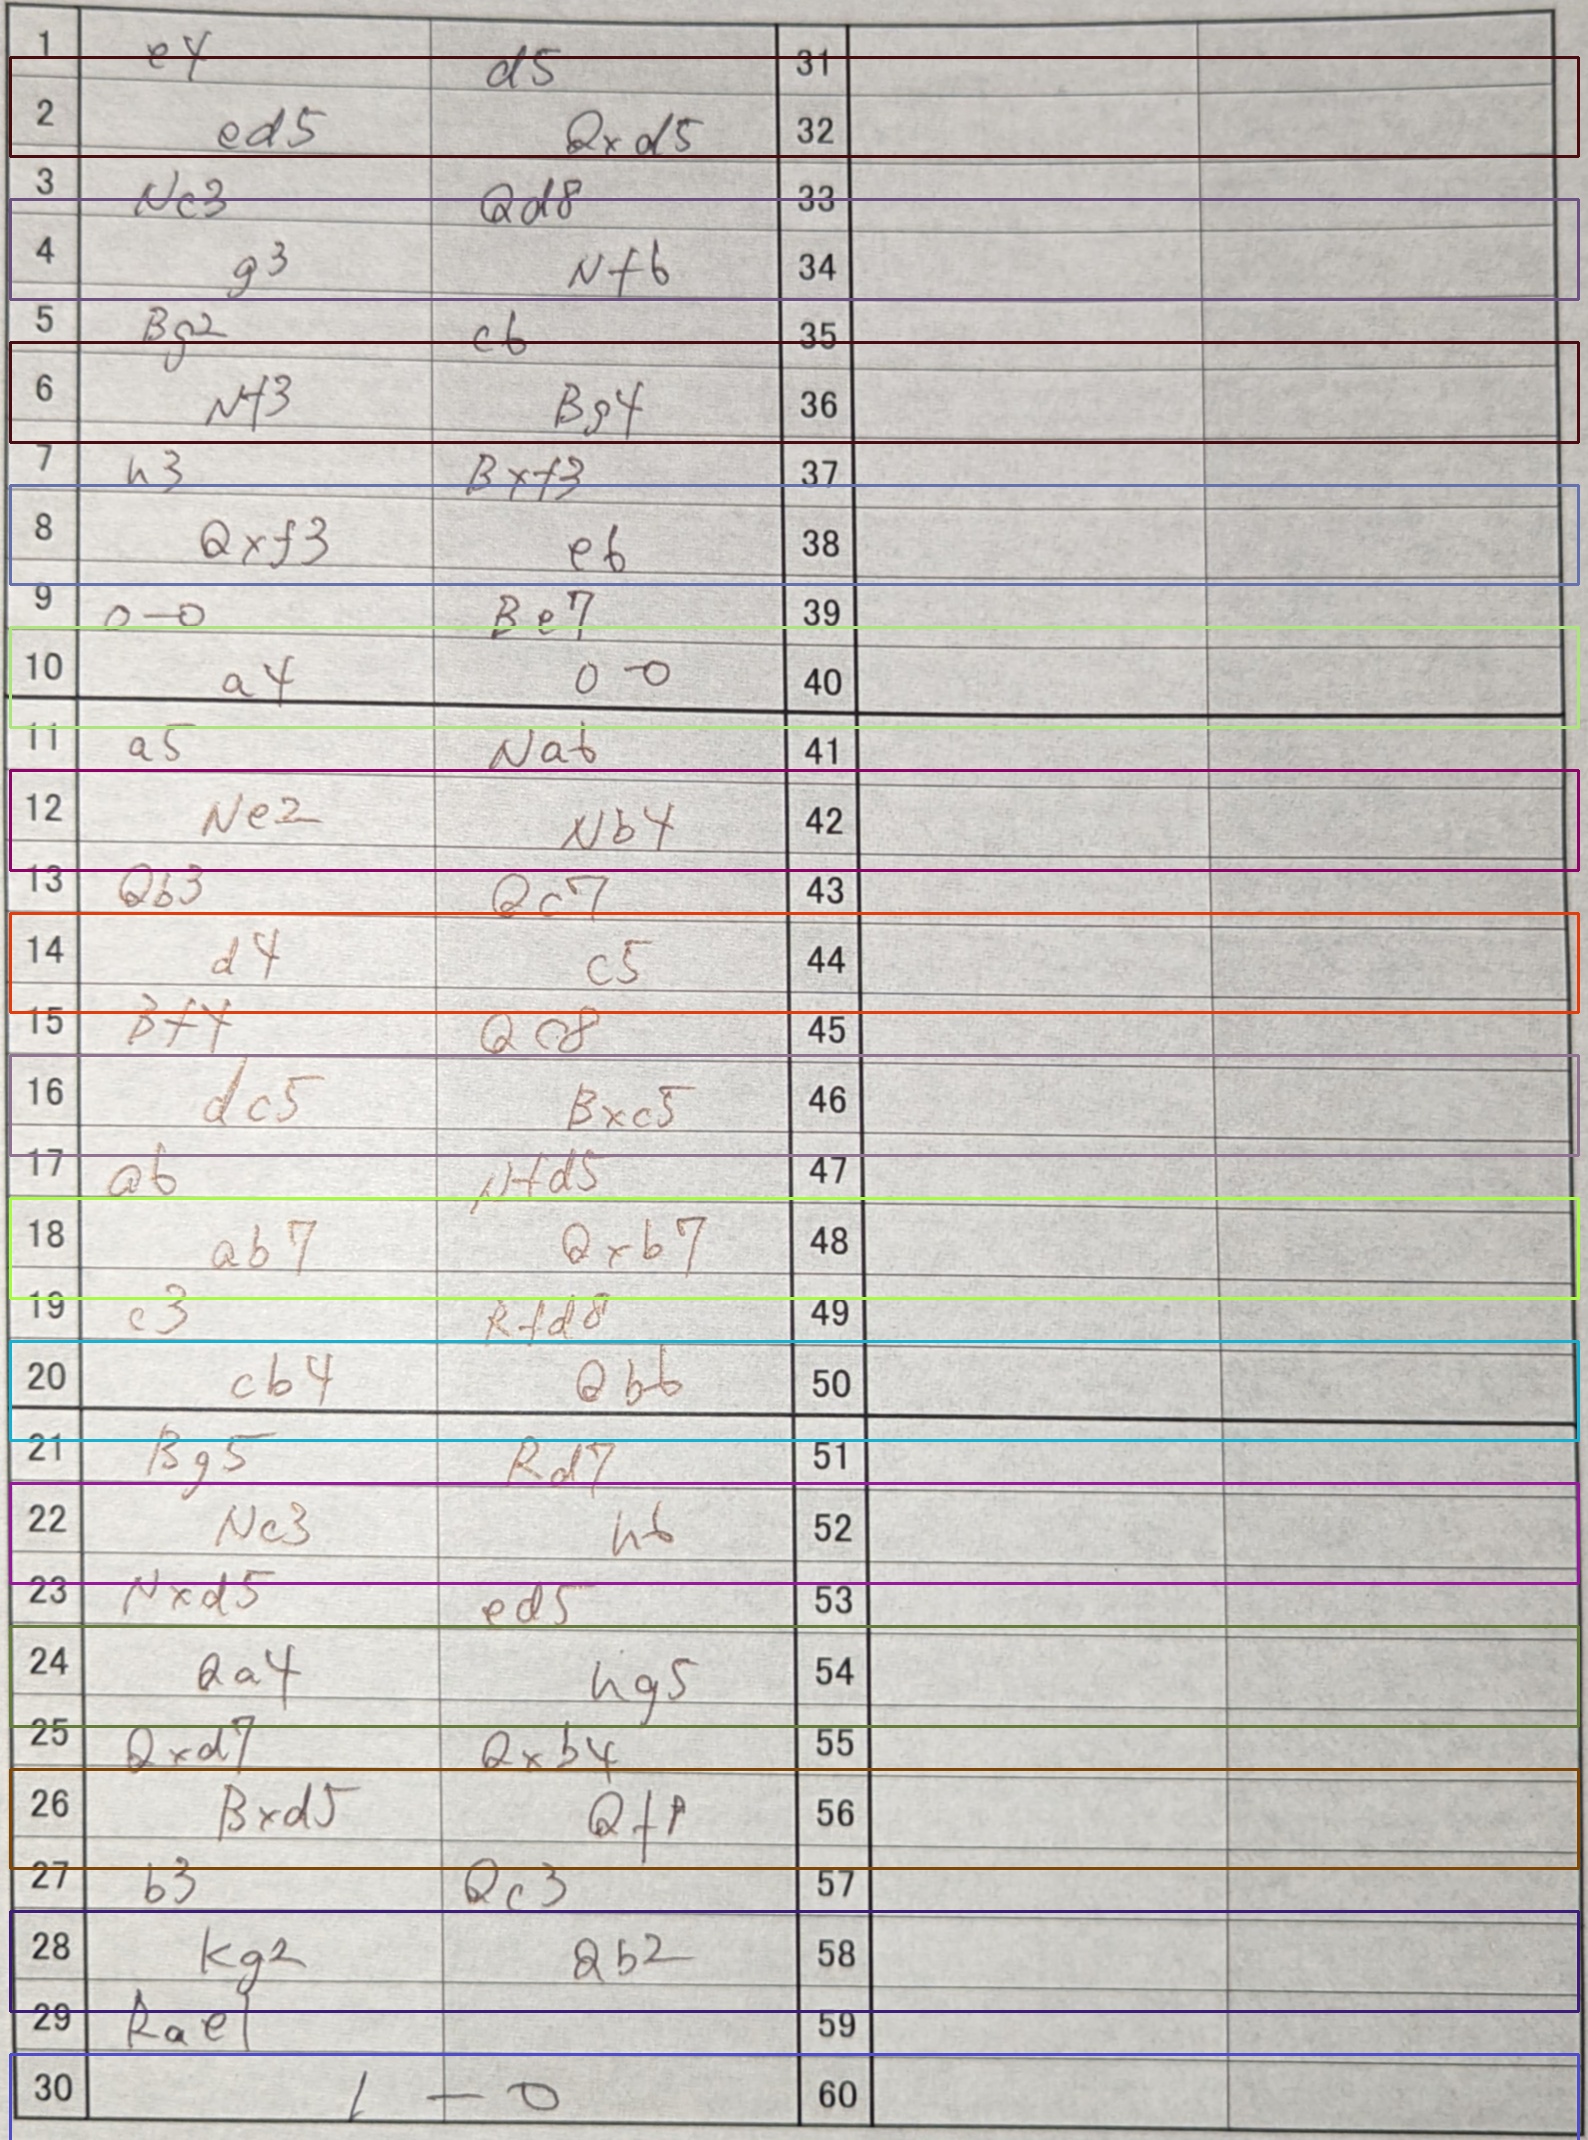 1 e4 d5 31
2 ed5 Qxd5 32
3 Nc3 Qd8 33
4 g3 Nf6 34
5 Bg2 c6 35
6 Nf3 Bg4 36
7 h3 Bxf3 37
8 Qxf3 e6 38
9 0-0 Be7 39
10 a4 0-0 40
11 a5 Na6 41
12 Ne2 Nb4 42
13 Qb3 Qc7 43
14 d4 c5 44
15 Bf4 Qc8 45
16 dc5 Bxc5 46
17 a6 Nfd5 47
18 ab7 Qxb7 48
19 c3 Rfd8 49
20 cb4 Qb6 50
21 Bg5 Rd7 51
22 Nc3 h6 52
23 Nxd5 ed5 53
24 Qa4 hg5 54
25 Qxd7 Qxb4 55
26 Bxd5 Qf8 56
27 b3 Qc3 57
28 Kg2 Qb2 58
29 Rae1 59
30 1-0 60